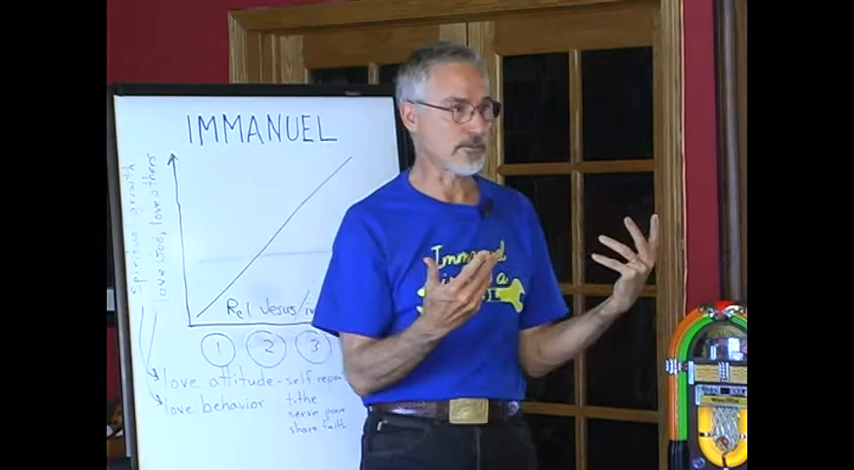 IMMANUEL
Spiritual growth
love God, love others
Rel Jesus/
1 2 3
love attitude - self
love behavior
tithe
serve poor
share faith
Immanuel
a